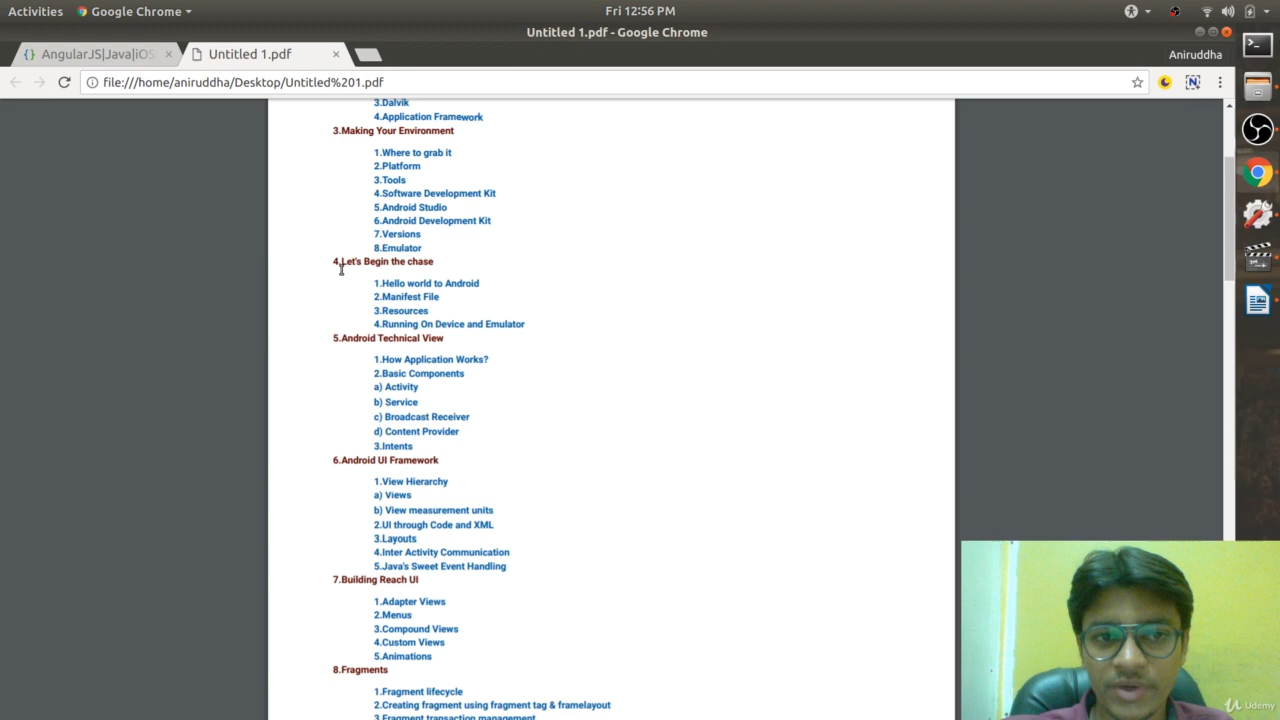 Activities
Google Chrome
Fri 12:56 PM
Untitled 1.pdf - Google Chrome
AngularJS|Java|iOS
Untitled 1.pdf
Aniruddha
file:///home/aniruddha/Desktop/Untitled%201.pdf
3.Dalvik
4.Application Framework
3.Making Your Environment
1.Where to grab it
2.Platform
3.Tools
4.Software Development Kit
5.Android Studio
6.Android Development Kit
7.Versions
8.Emulator
4.Let's Begin the chase
1.Hello world to Android
2.Manifest File
3.Resources
4.Running On Device and Emulator
5.Android Technical View
1.How Application Works?
2.Basic Components
a) Activity
b) Service
c) Broadcast Receiver
d) Content Provider
3.Intents
6.Android UI Framework
1.View Hierarchy
a) Views
b) View measurement units
2.UI through Code and XML
3.Layouts
4.Inter Activity Communication
5.Java's Sweet Event Handling
7.Building Reach UI
1.Adapter Views
2.Menus
3.Compound Views
4.Custom Views
5.Animations
8.Fragments
1.Fragment lifecycle
2.Creating fragment using fragment tag & framelayout
3.Fragment transaction management
Udemy